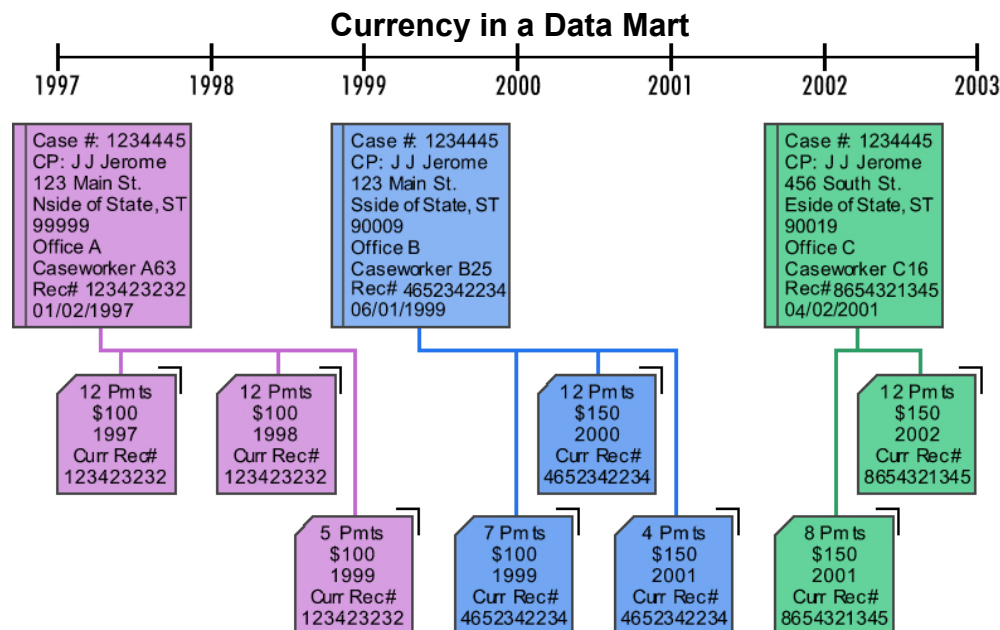 Currency in a Data Mart
1997 1998 1999 2000 2001 2002 2003
Case #: 1234445
CP: J J Jerome
123 Main St.
Nside of State, ST
99999
Office A
Caseworker A63
Rec# 123423232
01/02/1997
Case #: 1234445
CP: J J Jerome
123 Main St.
Sside of State, ST
90009
Office B
Caseworker B25
Rec# 4652342234
06/01/1999
Case #: 1234445
CP: J J Jerome
456 South St.
Eside of State, ST
90019
Office C
Caseworker C16
Rec# 8654321345
04/02/2001
12 Pmts
$100
1997
Curr Rec#
123423232
12 Pmts
$100
1998
Curr Rec#
123423232
5 Pmts
$100
1999
Curr Rec#
123423232
7 Pmts
$100
1999
Curr Rec#
4652342234
12 Pmts
$150
2000
Curr Rec#
4652342234
4 Pmts
$150
2001
Curr Rec#
4652342234
8 Pmts
$150
2001
Curr Rec#
8654321345
12 Pmts
$150
2002
Curr Rec#
8654321345